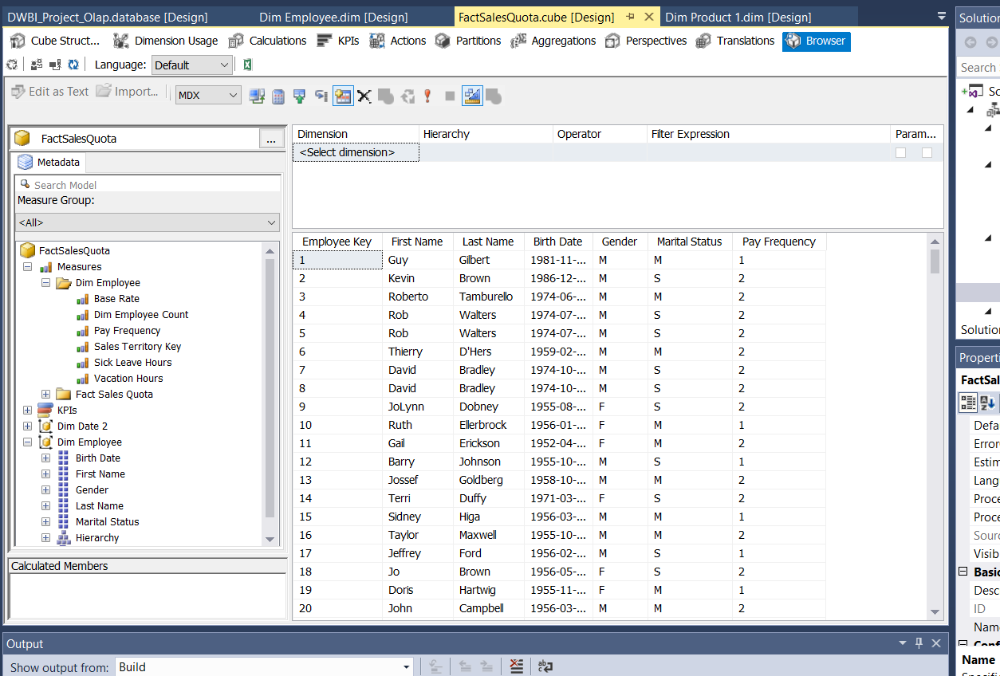 DWBI_Project_Olap.database [Design] Dim Employee.dim [Design] FactSalesQuota.cube [Design] Dim Product 1.dim [Design]
Cube Struct... Dimension Usage Calculations KPIs Actions Partitions Aggregations Perspectives Translations Browser
Language: Default
Edit as Text Import... MDX
FactSalesQuota ...
Metadata
Search Model
Measure Group:
<All>
FactSalesQuota
Measures
Dim Employee
Base Rate
Dim Employee Count
Pay Frequency
Sales Territory Key
Sick Leave Hours
Vacation Hours
Fact Sales Quota
KPIs
Dim Date 2
Dim Employee
Birth Date
First Name
Gender
Last Name
Marital Status
Hierarchy
Calculated Members
Dimension Hierarchy Operator Filter Expression Param...
<Select dimension>
Employee Key First Name Last Name Birth Date Gender Marital Status Pay Frequency
1 Guy Gilbert 1981-11-... M M 1
2 Kevin Brown 1986-12-... M S 2
3 Roberto Tamburello 1974-06-... M M 2
4 Rob Walters 1974-07-... M S 2
5 Rob Walters 1974-07-... M S 2
6 Thierry D'Hers 1959-02-... M M 2
7 David Bradley 1974-10-... M S 2
8 David Bradley 1974-10-... M S 2
9 JoLynn Dobney 1955-08-... F S 2
10 Ruth Ellerbrock 1956-01-... F M 1
11 Gail Erickson 1952-04-... F M 2
12 Barry Johnson 1955-10-... M S 1
13 Jossef Goldberg 1958-10-... M M 2
14 Terri Duffy 1971-03-... F S 2
15 Sidney Higa 1956-03-... M M 1
16 Taylor Maxwell 1955-10-... M M 2
17 Jeffrey Ford 1956-02-... M S 1
18 Jo Brown 1956-05-... F S 2
19 Doris Hartwig 1955-11-... F M 1
20 John Campbell 1956-03-... M M 2
Output
Show output from: Build
Solution
Search
So
Solution
Properti
FactSal
Defa
Error
Estim
Lang
Proce
Proce
Sourc
Visib
Basic
Desc
ID
Nam
Name